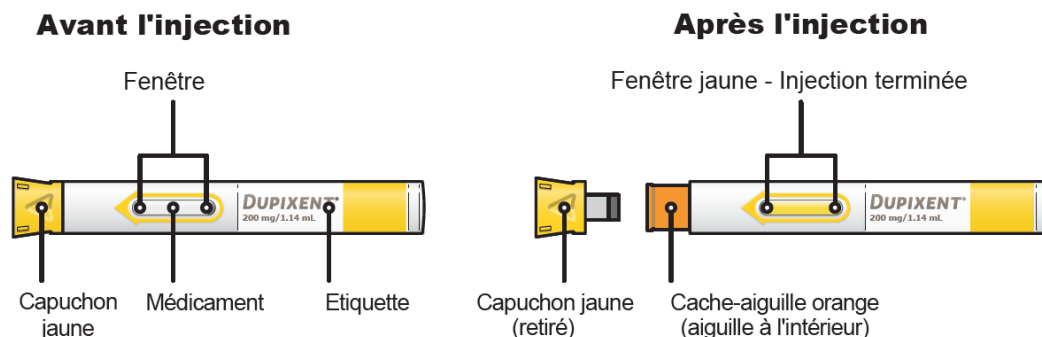 Avant l'injection
Fenêtre
DUPIXENT®
200 mg/1.14 mL
Capuchon
jaune
Médicament
Etiquette
Après l'injection
Fenêtre jaune - Injection terminée
DUPIXENT®
200 mg/1.14 mL
Capuchon jaune
(retiré)
Cache-aiguille orange
(aiguille à l'intérieur)